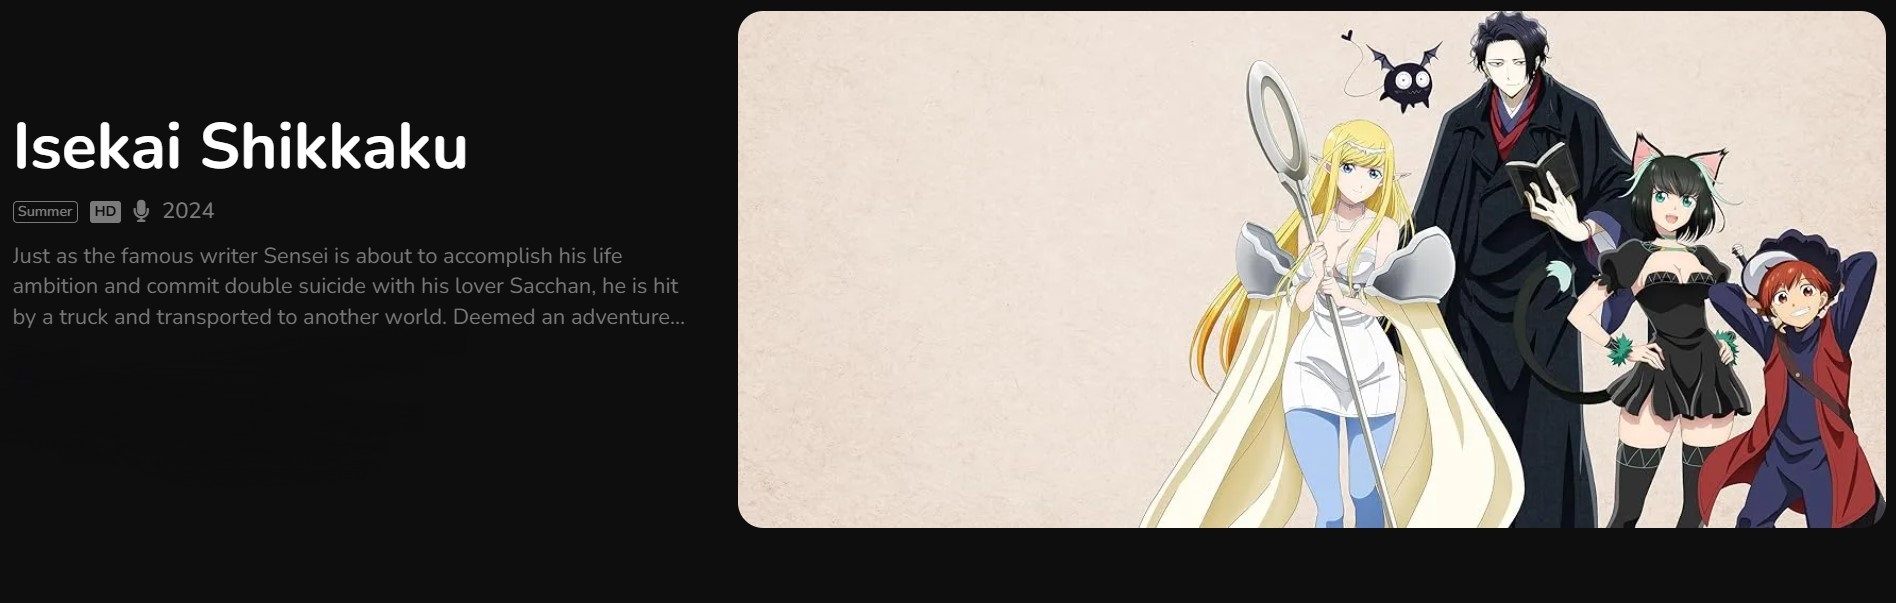 Isekai Shikkaku
Summer HD 2024
Just as the famous writer Sensei is about to accomplish his life
ambition and commit double suicide with his lover Sacchan, he is hit
by a truck and transported to another world. Deemed an adventure...